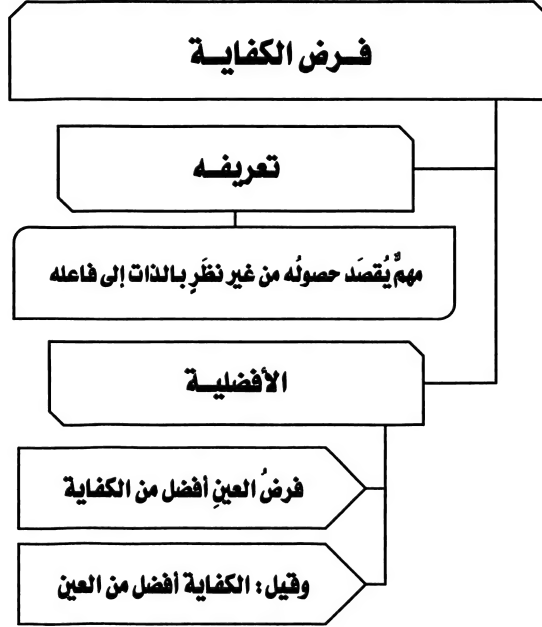 فـرض الكفايـة
تعريفـه
مهمٌّ يُقصَد حصولُه من غير نظَرٍ بالذات إلى فاعله
الأفضليـة
فرضُ العينِ أفضل من الكفاية
وقيل: الكفاية أفضل من العين